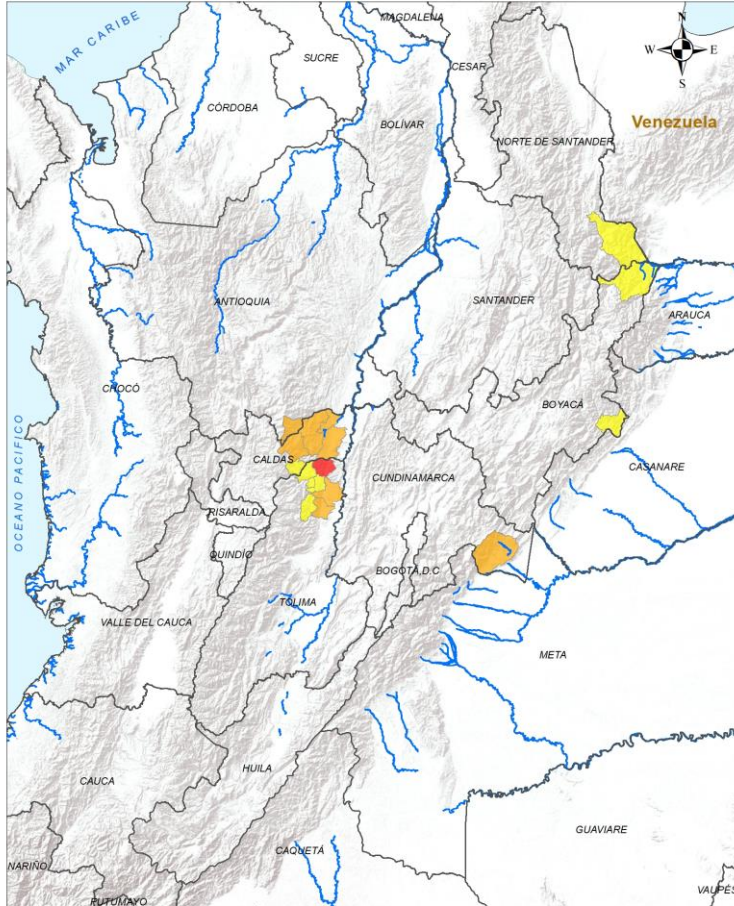 MAGDALENA
N
W E
S
MAR CARIBE
SUCRE
CESAR
CÓRDOBA
BOLÍVAR
Venezuela
NORTE DE SANTANDER
ANTIOQUIA
SANTANDER
ARAUCA
CHOCÓ
BOYACÁ
OCEANO PACIFICO
CALDAS
CUNDINAMARCA
CASANARE
RISARALDA
QUINDÍO
BOGOTÁ,D.C
TOLIMA
VALLE DEL CAUCA
META
HUILA
CAUCA
GUAVIARE
CAQUETÁ
NARIÑO
VAUPÉS
PUTUMAYO